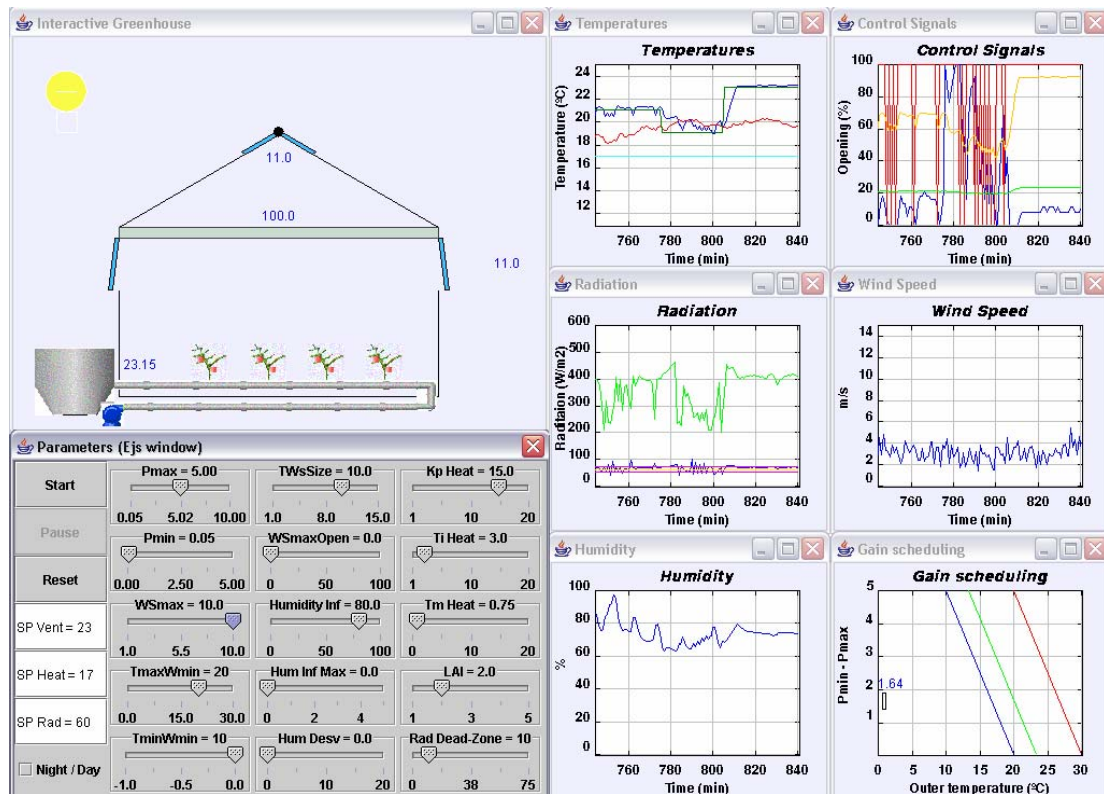 Interactive Greenhouse
11.0
100.0
11.0
23.15
Parameters (Ejs window)
Start
Pause
Reset
SP Vent = 23
SP Heat = 17
SP Rad = 60
Night / Day
Pmax = 5.00
0.05 5.02 10.00
TWsSize = 10.0
1.0 8.0 15.0
Kp Heat = 15.0
1 10 20
Pmin = 0.05
0.00 2.50 5.00
WSmaxOpen = 0.0
0 50 100
Ti Heat = 3.0
1 10 20
WSmax = 10.0
1.0 5.5 10.0
Humidity Inf = 80.0
0 50 100
Tm Heat = 0.75
0 10 20
TmaxWmin = 20
0.0 15.0 30.0
Hum Inf Max = 0.0
0 2 4
LAI = 2.0
1 3 5
TminWmin = 10
-1.0 -0.5 0.0
Hum Desv = 0.0
0 10 20
Rad Dead-Zone = 10
0 38 75
Temperatures
Temperatures
Temperature (ºC)
24
22
20
18
16
14
12
760 780 800 820 840
Time (min)
Control Signals
Control Signals
Opening (%)
100
80
60
40
20
0
760 780 800 820 840
Time (min)
Radiation
Radiation
Raditaion (W/m2)
600
500
400
300
200
100
0
760 780 800 820 840
Time (min)
Wind Speed
Wind Speed
m/s
14
12
10
8
6
4
2
0
760 780 800 820 840
Time (min)
Humidity
Humidity
%
100
80
60
40
20
0
760 780 800 820 840
Time (min)
Gain scheduling
Gain scheduling
Pmin - Pmax
5
4
3
2
1
1.64
0 5 10 15 20 25 30
Outer temperature (ºC)